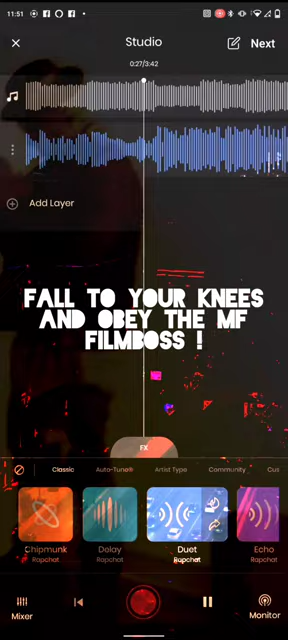 11:51
Studio
Next
0:27/3:42
Add Layer
FALL TO YOUR KNEES
AND OBEY THE MF
FILMBOSS !
FX
Classic
Auto-Tune®
Artist Type
Community
Cus
Chipmunk
Rapchat
Delay
Rapchat
Duet
Rapchat
Echo
Rapchat
Mixer
Monitor